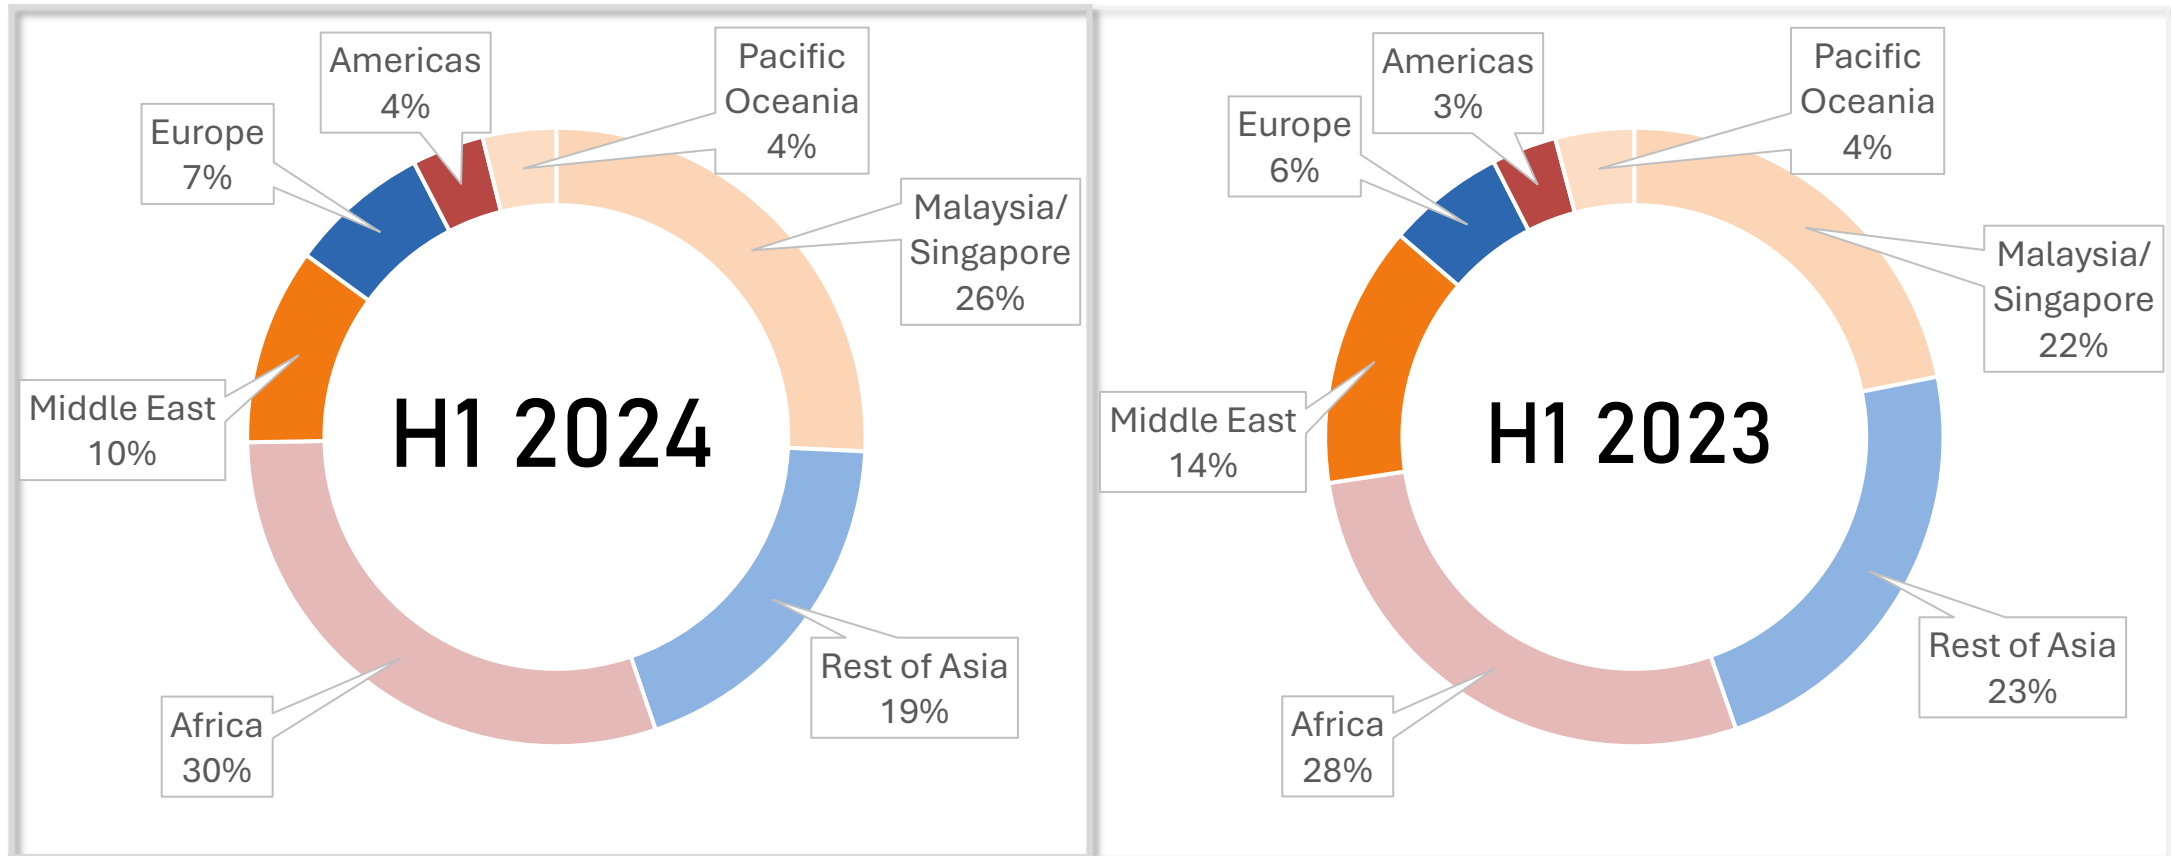 Americas
4%
Pacific
Oceania
4%
Europe
7%
Malaysia/
Singapore
26%
Middle East
10%
H1 2024
Rest of Asia
19%
Africa
30%
Americas
3%
Pacific
Oceania
4%
Europe
6%
Malaysia/
Singapore
22%
Middle East
14%
H1 2023
Rest of Asia
23%
Africa
28%